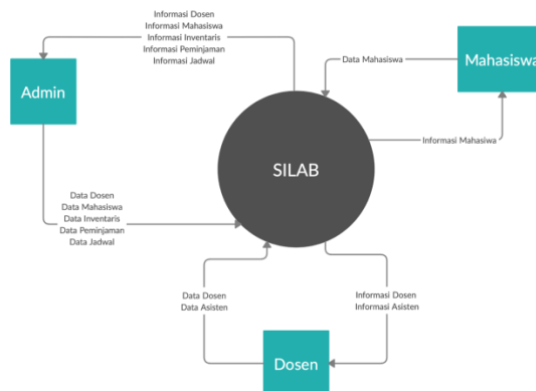 Informasi Dosen
Informasi Mahasiswa
Informasi Inventaris
Informasi Peminjaman
Informasi Jadwal
Admin
Data Mahasiswa
Mahasiswa
SILAB
Informasi Mahasiwa
Data Dosen
Data Mahasiswa
Data Inventaris
Data Peminjaman
Data Jadwal
Data Dosen
Data Asisten
Informasi Dosen
Informasi Asisten
Dosen